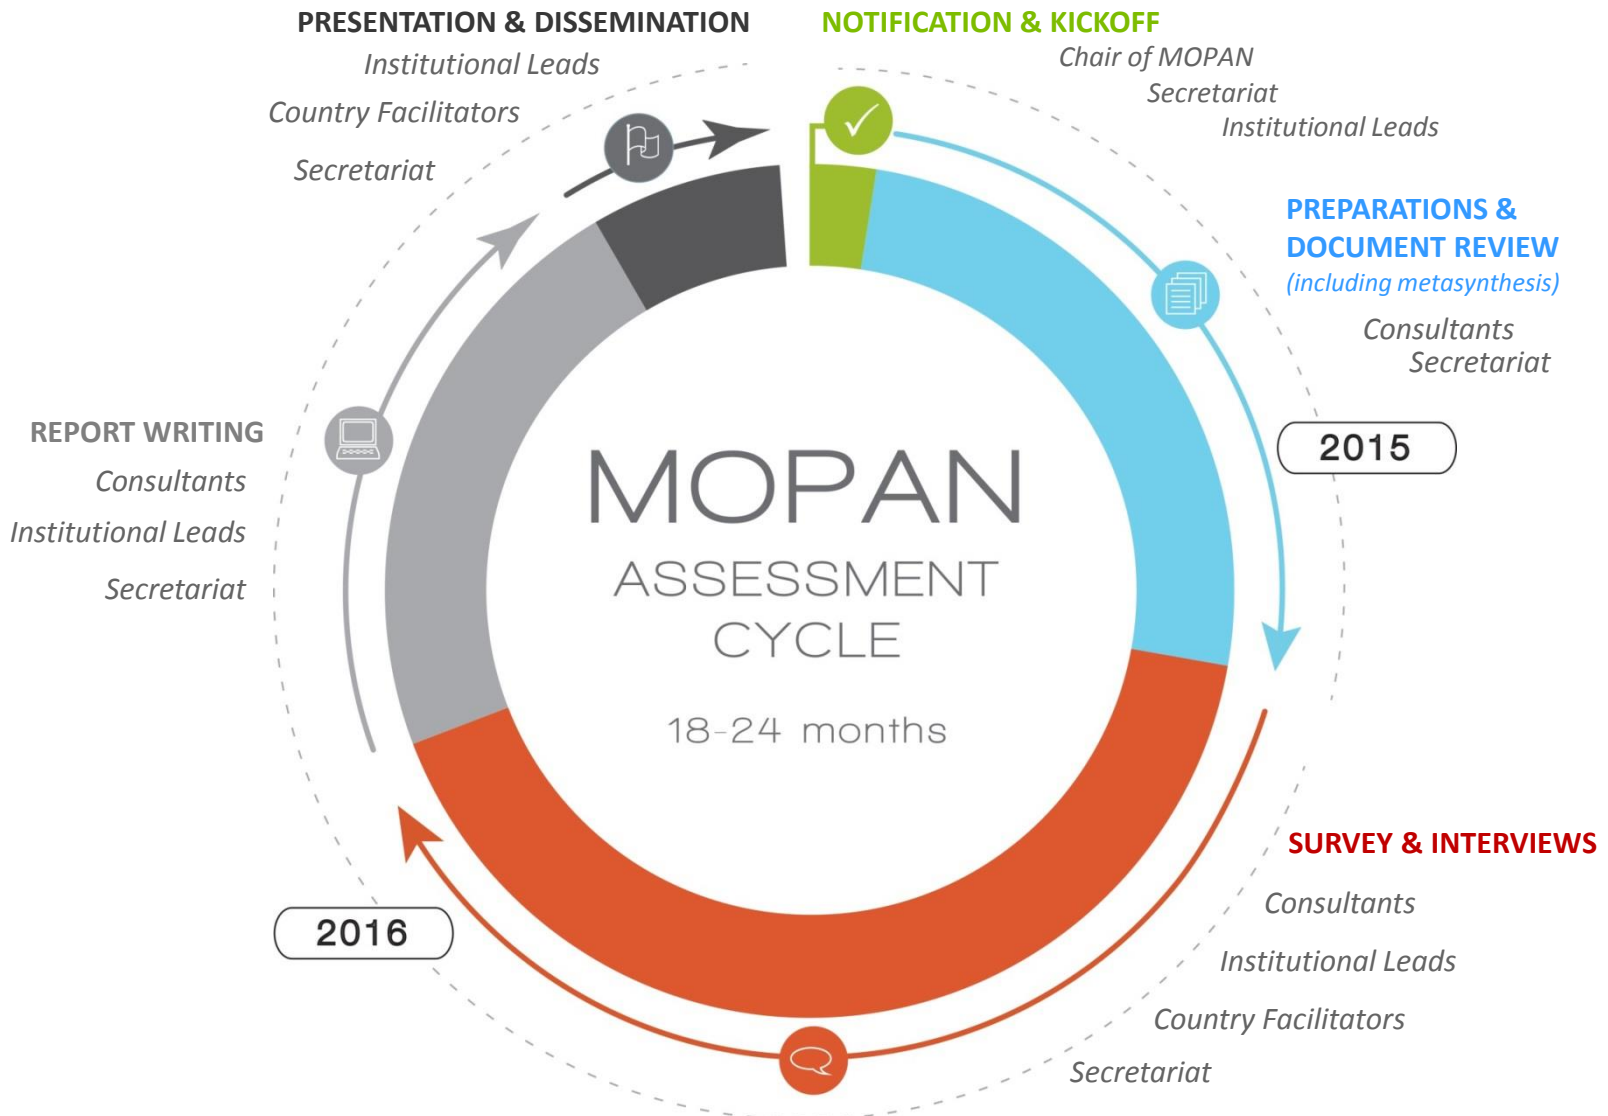 PRESENTATION & DISSEMINATION
Institutional Leads
Country Facilitators
Secretariat
NOTIFICATION & KICKOFF
Chair of MOPAN
Secretariat
Institutional Leads
PREPARATIONS &
DOCUMENT REVIEW
(including metasynthesis)
Consultants
Secretariat
2015
REPORT WRITING
Consultants
Institutional Leads
Secretariat
MOPAN
ASSESSMENT
CYCLE
18-24 months
SURVEY & INTERVIEWS
Consultants
Institutional Leads
Country Facilitators
Secretariat
2016